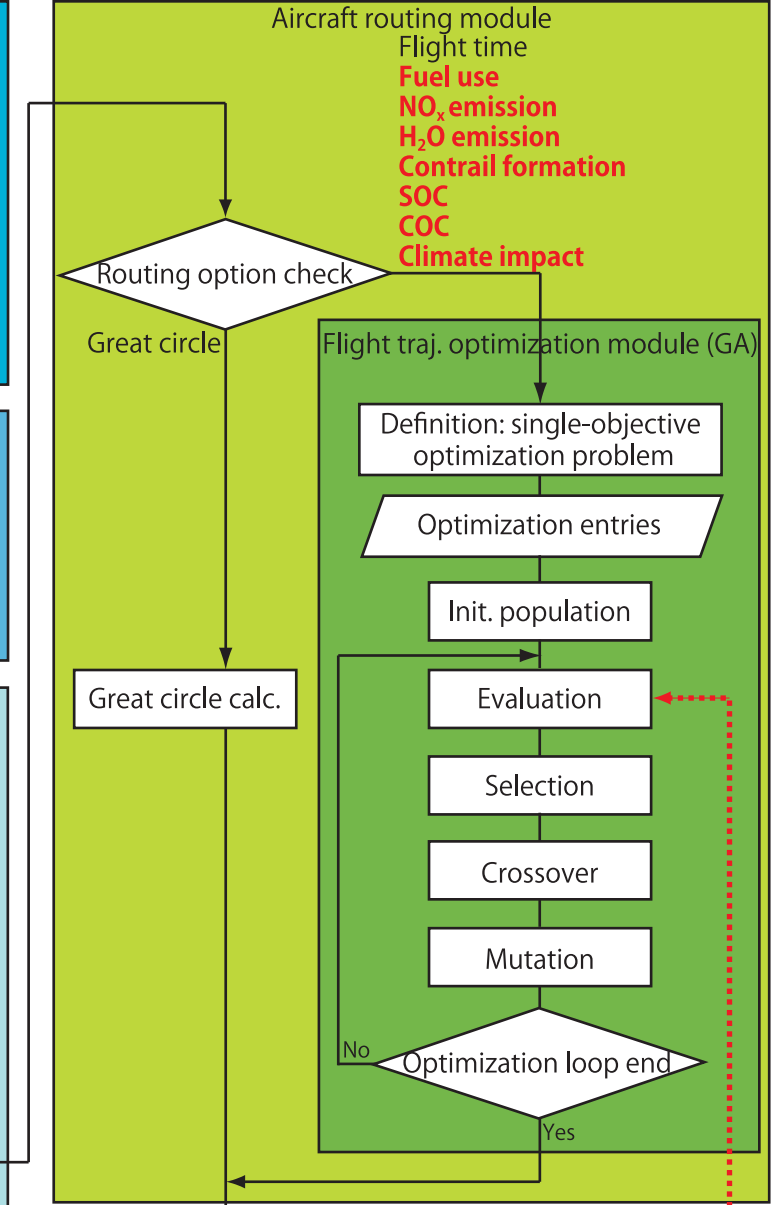 Aircraft routing module
Flight time
Fuel use
NOₓ emission
H₂O emission
Contrail formation
SOC
COC
Climate impact
Routing option check
Great circle
Flight traj. optimization module (GA)
Definition: single-objective
optimization problem
Optimization entries
Init. population
Great circle calc.
Evaluation
Selection
Crossover
Mutation
No
Optimization loop end
Yes